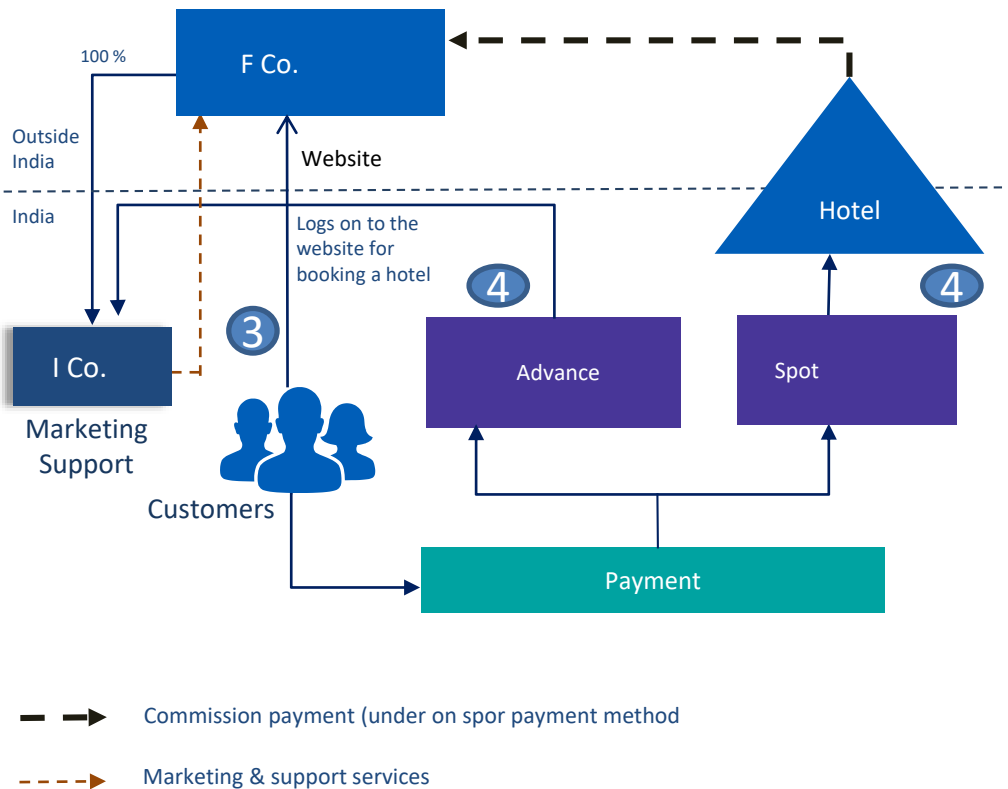 F Co.
100 %
Outside
India
Website
India
Hotel
Logs on to the
website for
booking a hotel
4
4
3
I Co.
Advance
Spot
Marketing
Support
Customers
Payment
Commission payment (under on spor payment method
Marketing & support services